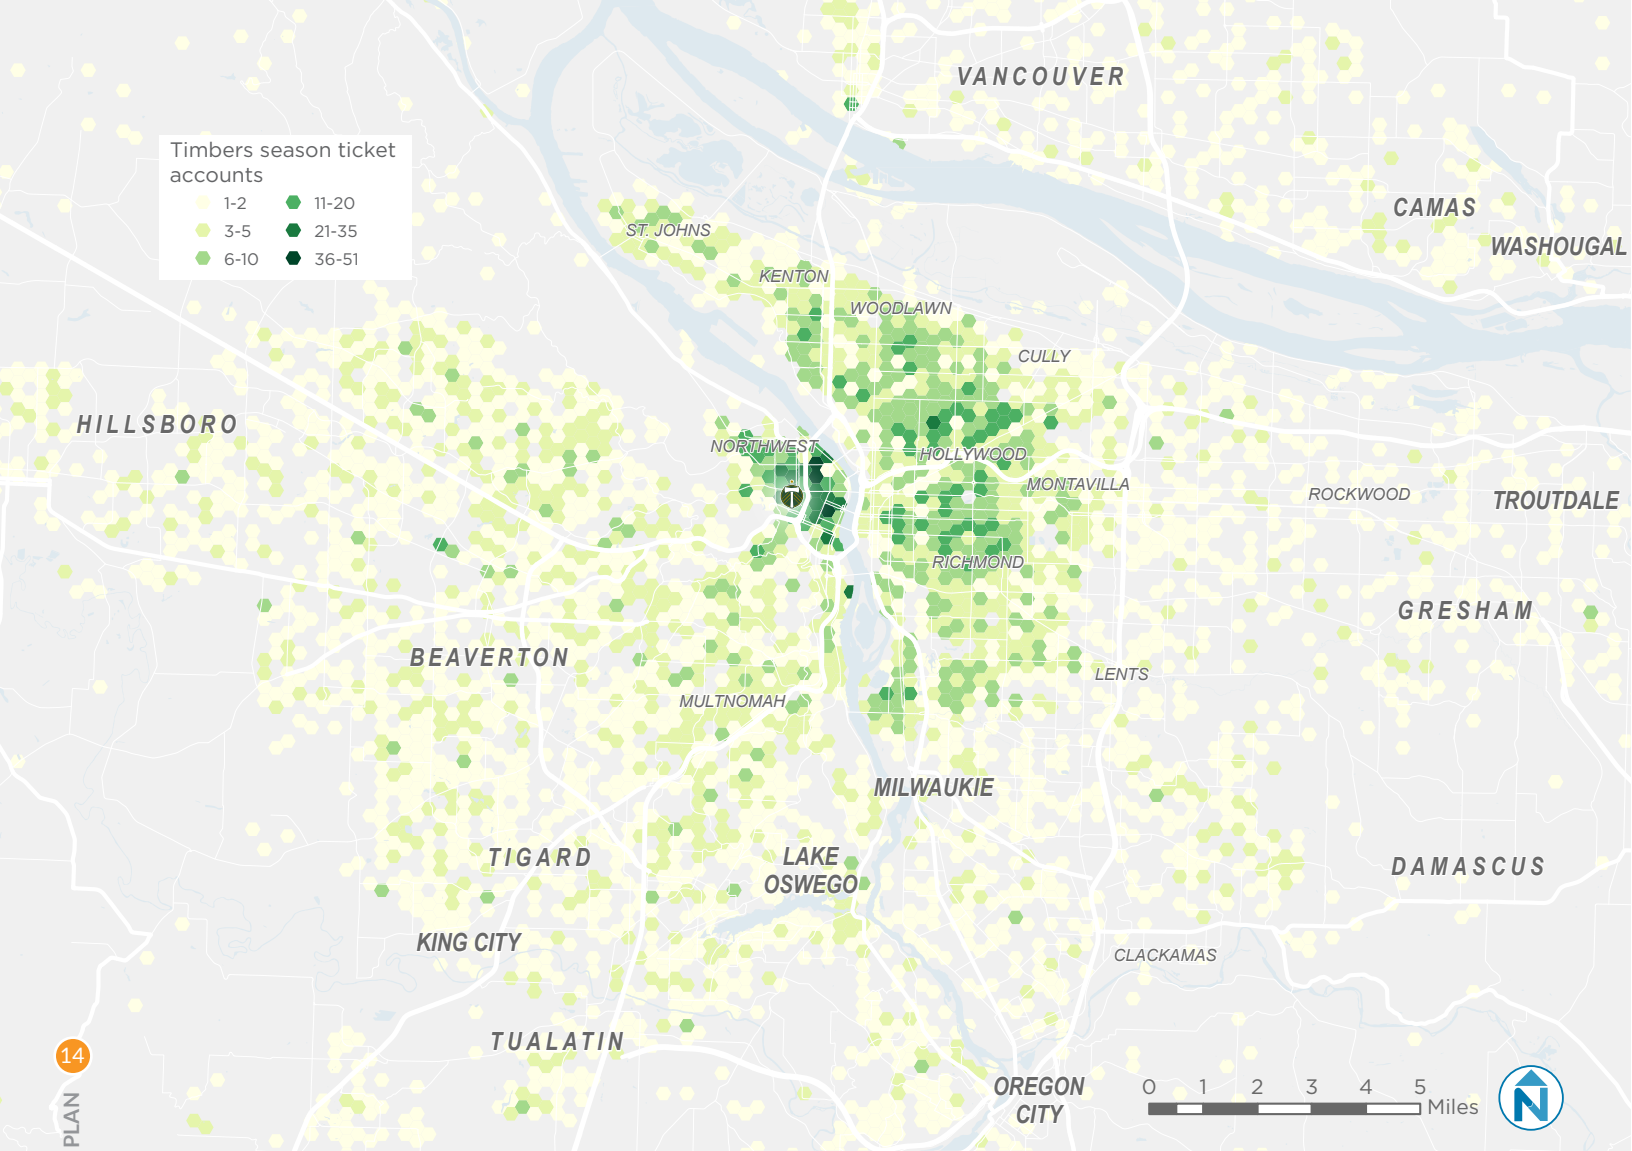 VANCOUVER
Timbers season ticket
accounts
1-2
11-20
3-5
21-35
6-10
36-51
CAMAS
ST. JOHNS
WASHOUGAL
KENTON
WOODLAWN
CULLY
HILLSBORO
NORTHWEST
HOLLYWOOD
MONTAVILLA
ROCKWOOD
TROUTDALE
RICHMOND
GRESHAM
BEAVERTON
LENTS
MULTNOMAH
MILWAUKIE
TIGARD
LAKE
OSWEGO
DAMASCUS
KING CITY
CLACKAMAS
TUALATIN
14
PLAN
OREGON
CITY
0 1 2 3 4 5
Miles
N